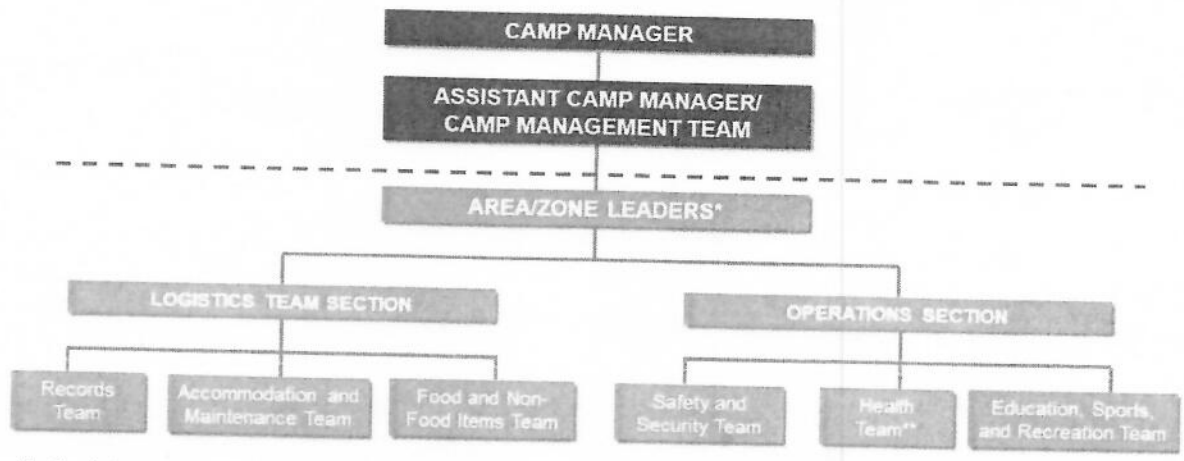 CAMP MANAGER
ASSISTANT CAMP MANAGER/
CAMP MANAGEMENT TEAM
AREA/ZONE LEADERS*
LOGISTICS TEAM SECTION
OPERATIONS SECTION
Records
Team
Accommodation and
Maintenance Team
Food and Non-
Food Items Team
Safety and
Security Team
Health
Team**
Education, Sports,
and Recreation Team